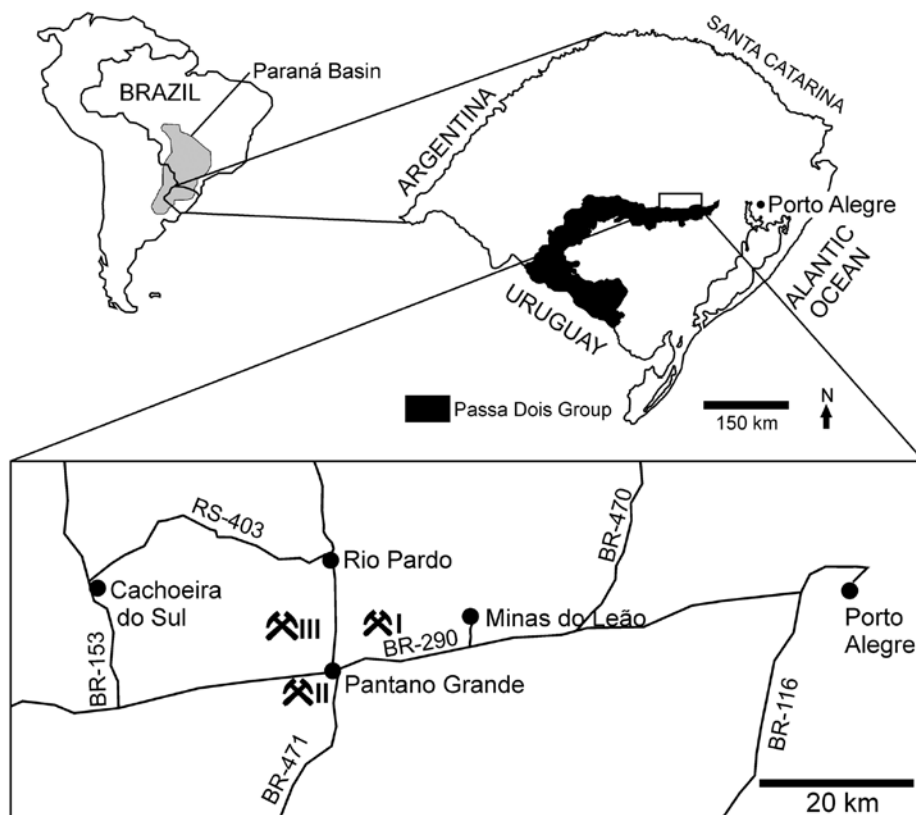 Paraná Basin
BRAZIL
SANTA CATARINA
ARGENTINA
Porto Alegre
ALANTIC
OCEAN
URUGUAY
Passa Dois Group
150 km
N
RS-403
Rio Pardo
BR-470
Cachoeira
do Sul
III
I
Minas do Leão
BR-290
Porto
Alegre
BR-153
Pantano Grande
II
BR-471
BR-116
20 km